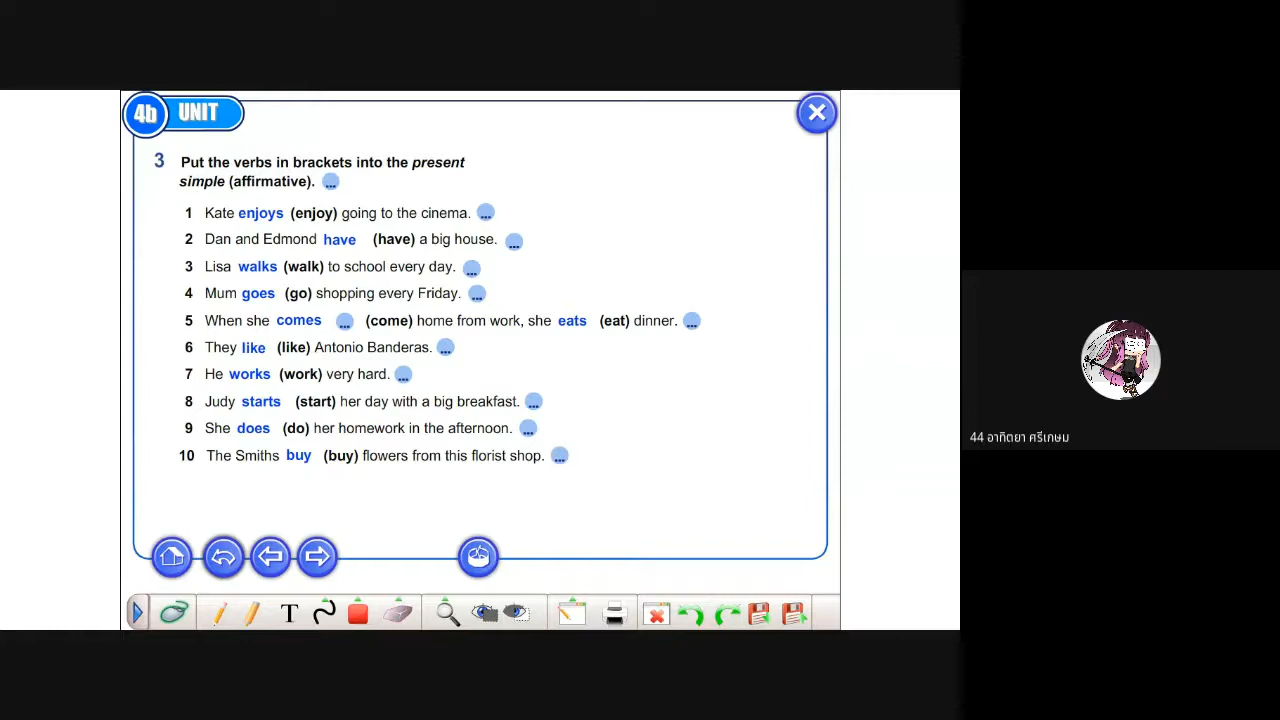 4b UNIT
3 Put the verbs in brackets into the present
simple (affirmative). ...
1 Kate enjoys (enjoy) going to the cinema. ...
2 Dan and Edmond have (have) a big house. ...
3 Lisa walks (walk) to school every day. ...
4 Mum goes (go) shopping every Friday. ...
5 When she comes ... (come) home from work, she eats (eat) dinner. ...
6 They like (like) Antonio Banderas. ...
7 He works (work) very hard. ...
8 Judy starts (start) her day with a big breakfast. ...
9 She does (do) her homework in the afternoon. ...
10 The Smiths buy (buy) flowers from this florist shop. ...
T
44 อาทิตยา ศรีเกษม